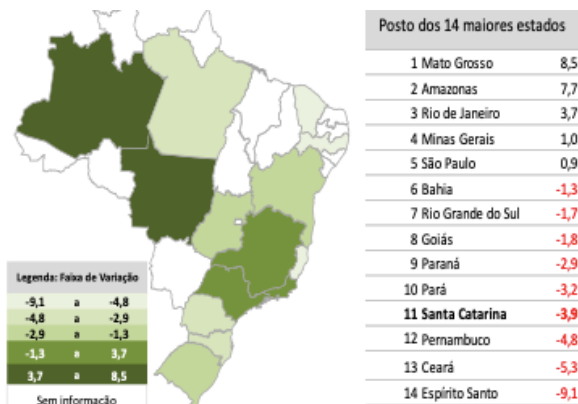 Posto dos 14 maiores estados
1 Mato Grosso 8,5
2 Amazonas 7,7
3 Rio de Janeiro 3,7
4 Minas Gerais 1,0
5 São Paulo 0,9
6 Bahia -1,3
7 Rio Grande do Sul -1,7
8 Goiás -1,8
9 Paraná -2,9
10 Pará -3,2
11 Santa Catarina -3,9
12 Pernambuco -4,8
13 Ceará -5,3
14 Espírito Santo -9,1
Legenda: Faixa de Variação
-9,1 a -4,8
-4,8 a -2,9
-2,9 a -1,3
-1,3 a 3,7
3,7 a 8,5
Sem informação